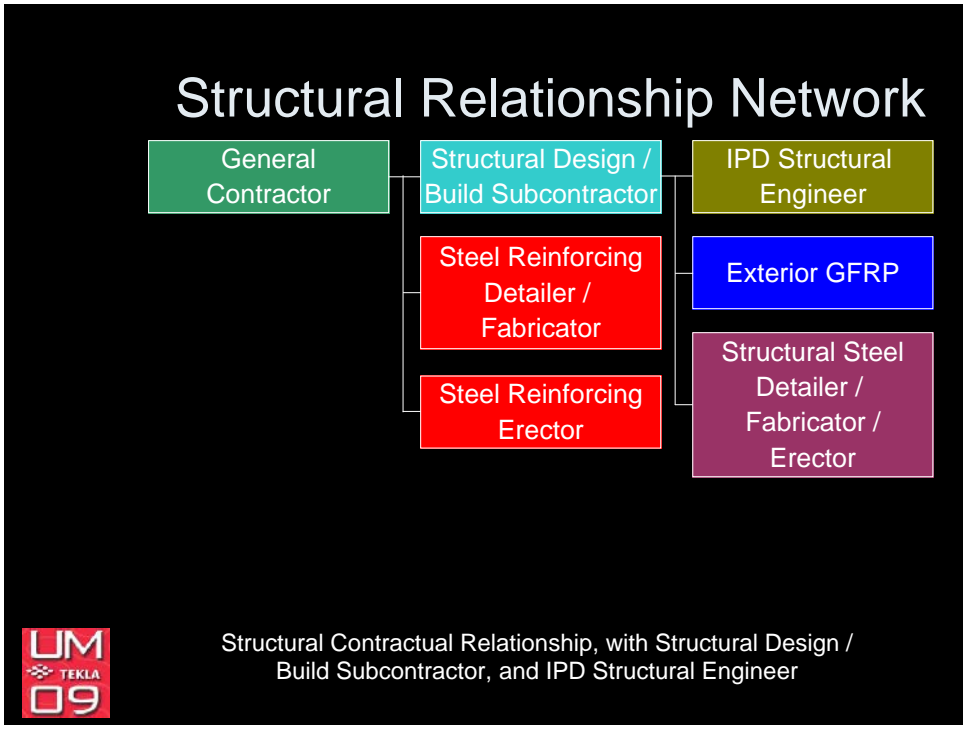 Structural Relationship Network
General
Contractor
Structural Design /
Build Subcontractor
IPD Structural
Engineer
Steel Reinforcing
Detailer /
Fabricator
Exterior GFRP
Steel Reinforcing
Erector
Structural Steel
Detailer /
Fabricator /
Erector
UM
TEKLA
09
Structural Contractual Relationship, with Structural Design /
Build Subcontractor, and IPD Structural Engineer